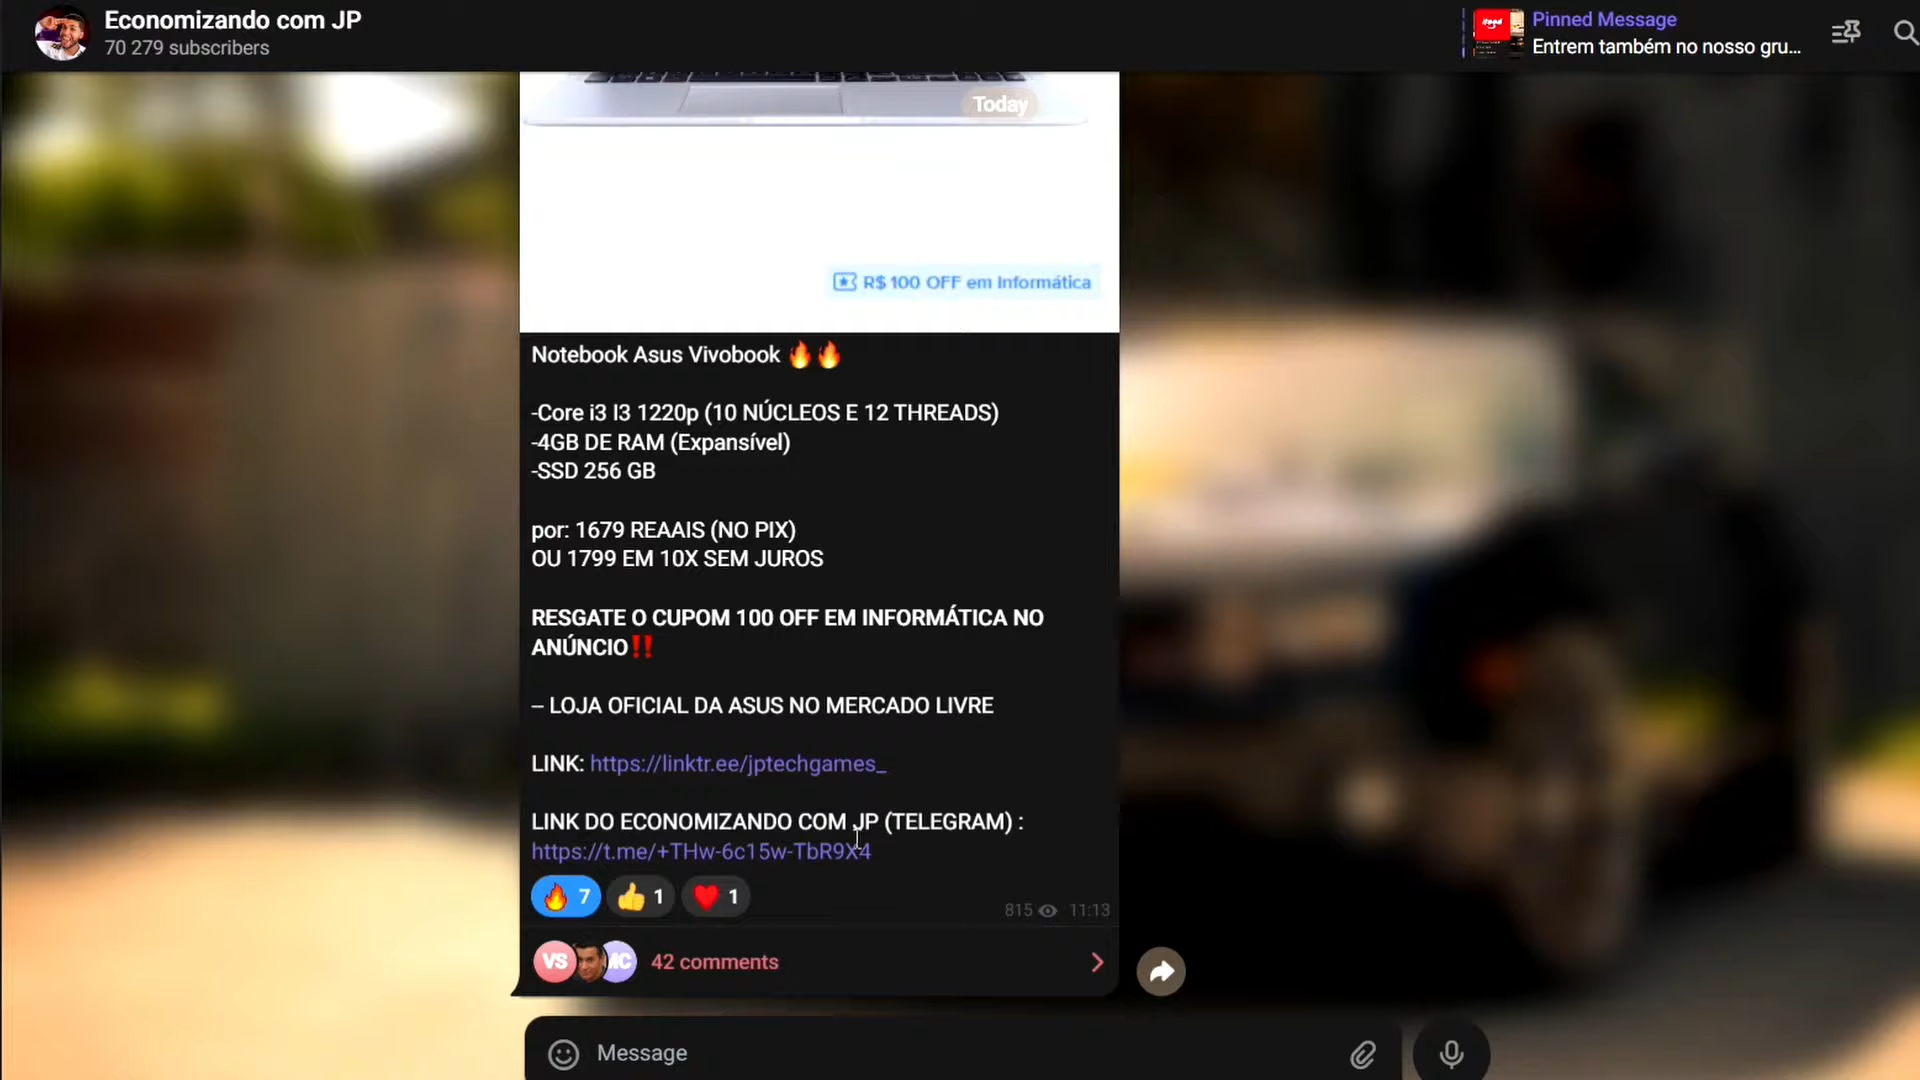 Economizando com JP
70 279 subscribers
Pinned Message
Entrem também no nosso gru...
Today
R$ 100 OFF em Informática
Notebook Asus Vivobook 🔥🔥
-Core i3 I3 1220p (10 NÚCLEOS E 12 THREADS)
-4GB DE RAM (Expansível)
-SSD 256 GB
por: 1679 REAAIS (NO PIX)
OU 1799 EM 10X SEM JUROS
RESGATE O CUPOM 100 OFF EM INFORMÁTICA NO
ANÚNCIO‼️
– LOJA OFICIAL DA ASUS NO MERCADO LIVRE
LINK: https://linktr.ee/jptechgames_
LINK DO ECONOMIZANDO COM JP (TELEGRAM) :
https://t.me/+THw-6c15w-TbR9X4
🔥 7 👍 1 ❤️ 1
815 11:13
VS MC 42 comments
Message